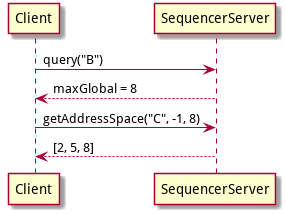 Client SequencerServer
query("B")
maxGlobal = 8
getAddressSpace("C", -1, 8)
[2, 5, 8]
Client SequencerServer